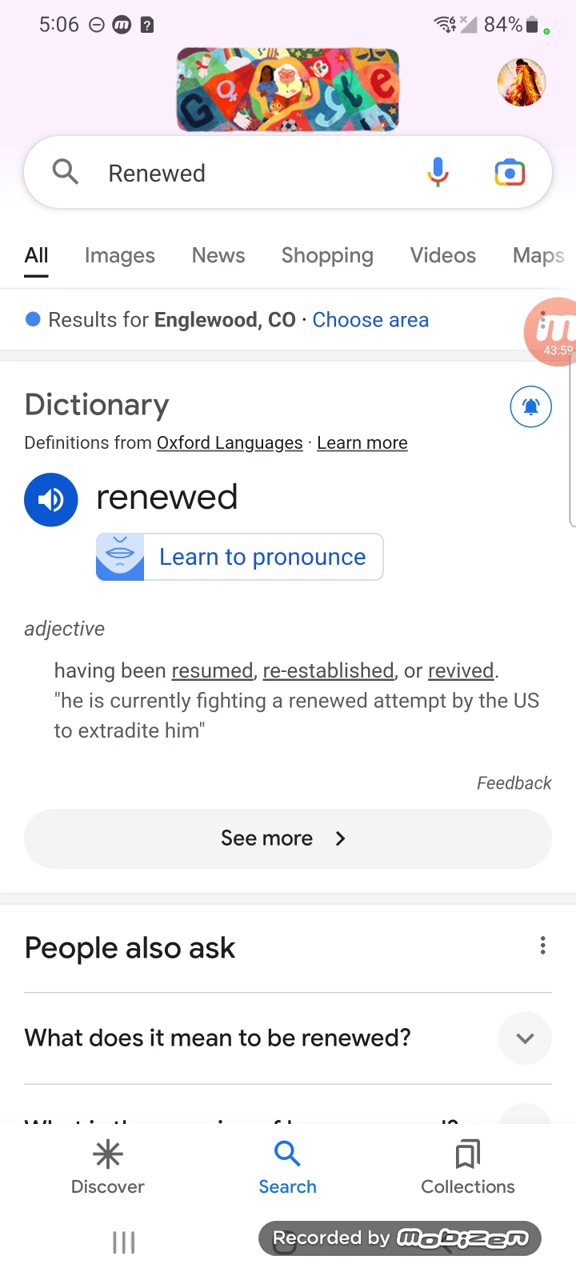 5:06 84%
Google
Renewed
All Images News Shopping Videos Maps
Results for Englewood, CO · Choose area
m
43:59
Dictionary
Definitions from Oxford Languages · Learn more
renewed
Learn to pronounce
adjective
having been resumed, re-established, or revived.
"he is currently fighting a renewed attempt by the US
to extradite him"
Feedback
See more
People also ask
What does it mean to be renewed?
Discover Search Collections
Recorded by mobizen